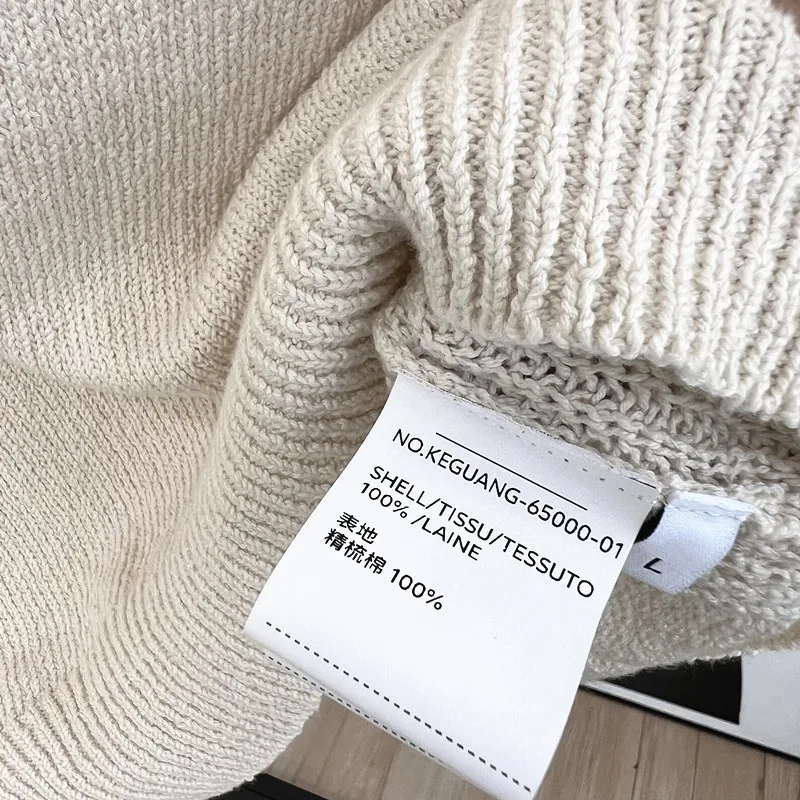 NO.KEGUANG-65000-01
SHELL/TISSU/TESSUTO
100% /LAINE
表地
精梳棉 100%
L